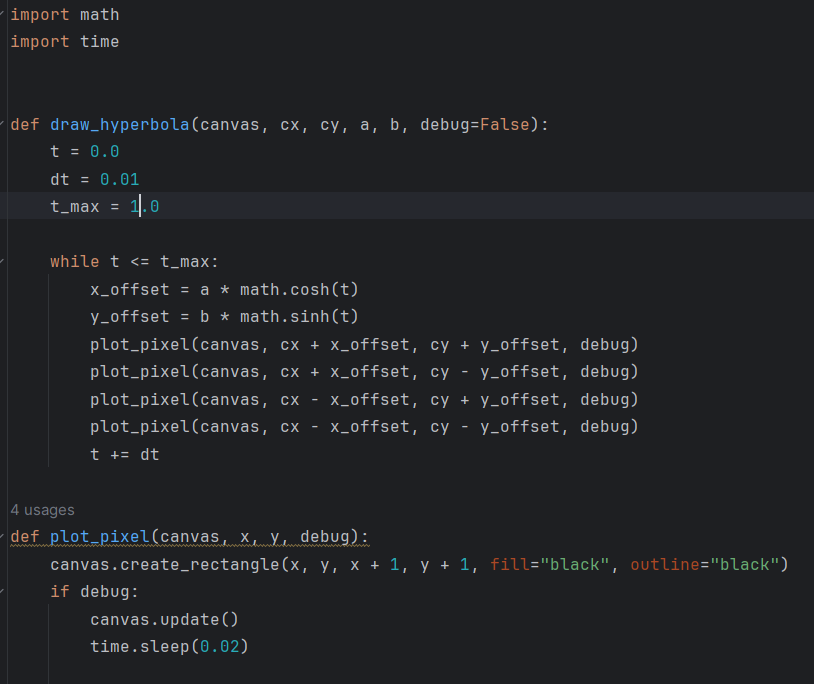 import math
import time
def draw_hyperbola(canvas, cx, cy, a, b, debug=False):
    t = 0.0
    dt = 0.01
    t_max = 1.0
    while t <= t_max:
        x_offset = a * math.cosh(t)
        y_offset = b * math.sinh(t)
        plot_pixel(canvas, cx + x_offset, cy + y_offset, debug)
        plot_pixel(canvas, cx + x_offset, cy - y_offset, debug)
        plot_pixel(canvas, cx - x_offset, cy + y_offset, debug)
        plot_pixel(canvas, cx - x_offset, cy - y_offset, debug)
        t += dt
4 usages
def plot_pixel(canvas, x, y, debug):
    canvas.create_rectangle(x, y, x + 1, y + 1, fill="black", outline="black")
    if debug:
        canvas.update()
        time.sleep(0.02)